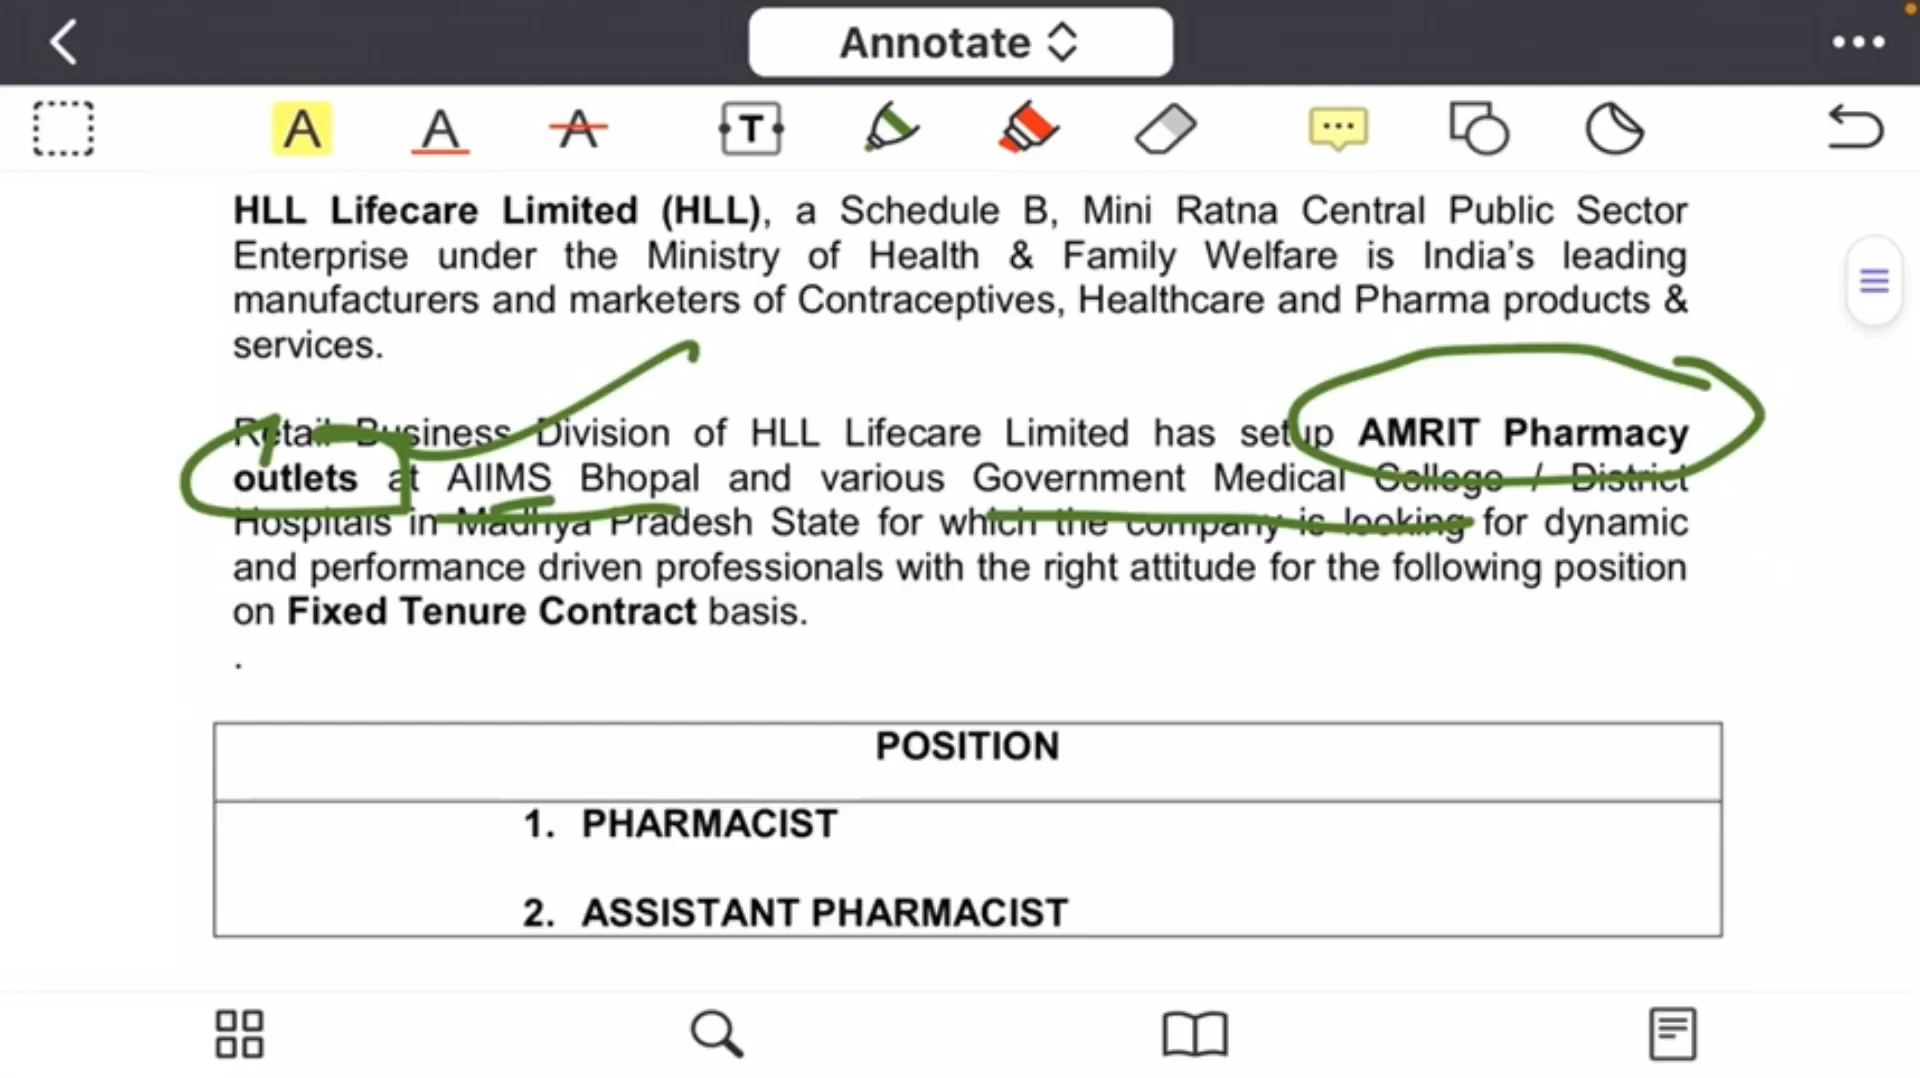 Annotate
A A A T
HLL Lifecare Limited (HLL), a Schedule B, Mini Ratna Central Public Sector
Enterprise under the Ministry of Health & Family Welfare is India's leading
manufacturers and marketers of Contraceptives, Healthcare and Pharma products &
services.
Retail Business Division of HLL Lifecare Limited has setup AMRIT Pharmacy
outlets at AIIMS Bhopal and various Government Medical College / District
Hospitals in Madhya Pradesh State for which the company is looking for dynamic
and performance driven professionals with the right attitude for the following position
on Fixed Tenure Contract basis.
.
POSITION
1. PHARMACIST
2. ASSISTANT PHARMACIST